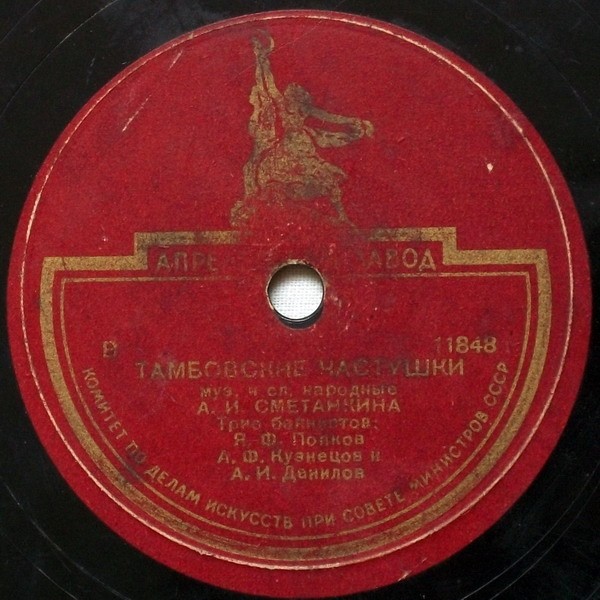 АПРЕ ЗАВОД
В 11848
ТАМБОВСКИЕ ЧАСТУШКИ
муз. и сл. народные
А. И. СМЕТАНКИНА
Трио баянистов:
Я. Ф. Попков
А. Ф. Кузнецов и
А. И. Данилов
КОМИТЕТ ПО ДЕЛАМ ИСКУССТВ ПРИ СОВЕТЕ МИНИСТРОВ СССР